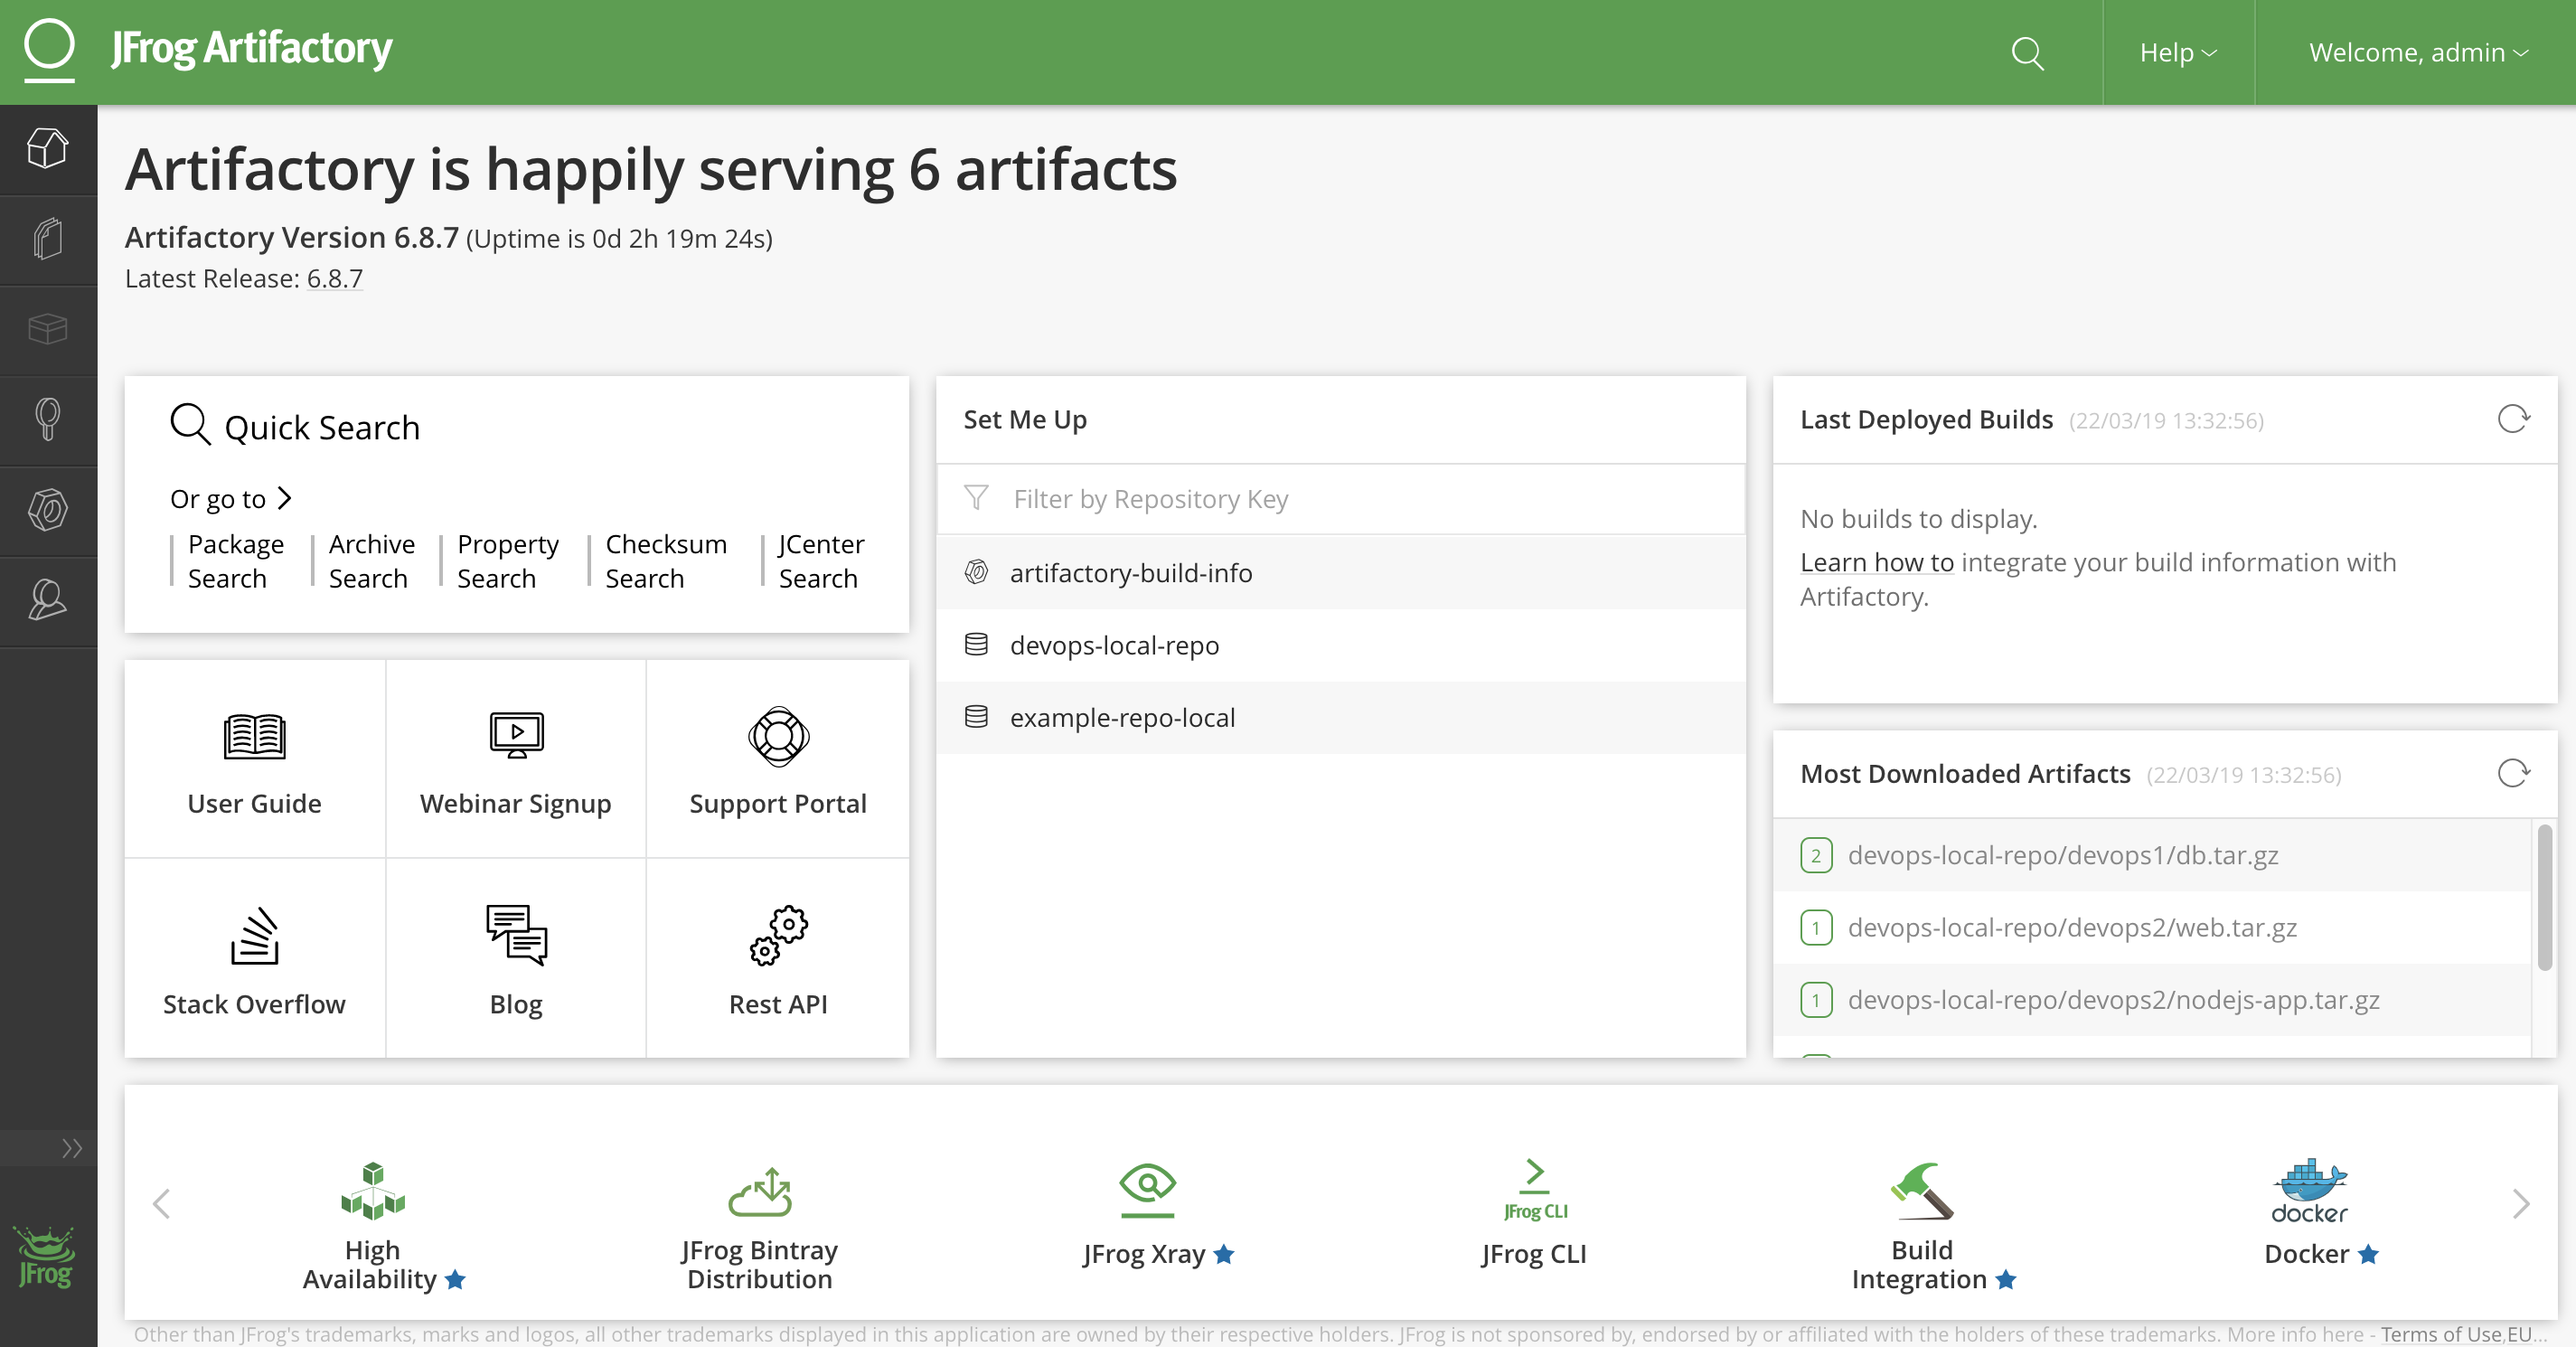 JFrog Artifactory
Help
Welcome, admin
Artifactory is happily serving 6 artifacts
Artifactory Version 6.8.7 (Uptime is 0d 2h 19m 24s)
Latest Release: 6.8.7
Quick Search
Or go to
Package Search
Archive Search
Property Search
Checksum Search
JCenter Search
User Guide
Webinar Signup
Support Portal
Stack Overflow
Blog
Rest API
Set Me Up
Filter by Repository Key
artifactory-build-info
devops-local-repo
example-repo-local
Last Deployed Builds (22/03/19 13:32:56)
No builds to display.
Learn how to integrate your build information with
Artifactory.
Most Downloaded Artifacts (22/03/19 13:32:56)
2 devops-local-repo/devops1/db.tar.gz
1 devops-local-repo/devops2/web.tar.gz
1 devops-local-repo/devops2/nodejs-app.tar.gz
High
Availability
JFrog Bintray
Distribution
JFrog Xray
JFrog CLI
JFrog CLI
Build
Integration
docker
Docker
JFrog
Other than JFrog's trademarks, marks and logos, all other trademarks displayed in this application are owned by their respective holders. JFrog is not sponsored by, endorsed by or affiliated with the holders of these trademarks. More info here - Terms of Use,EU...